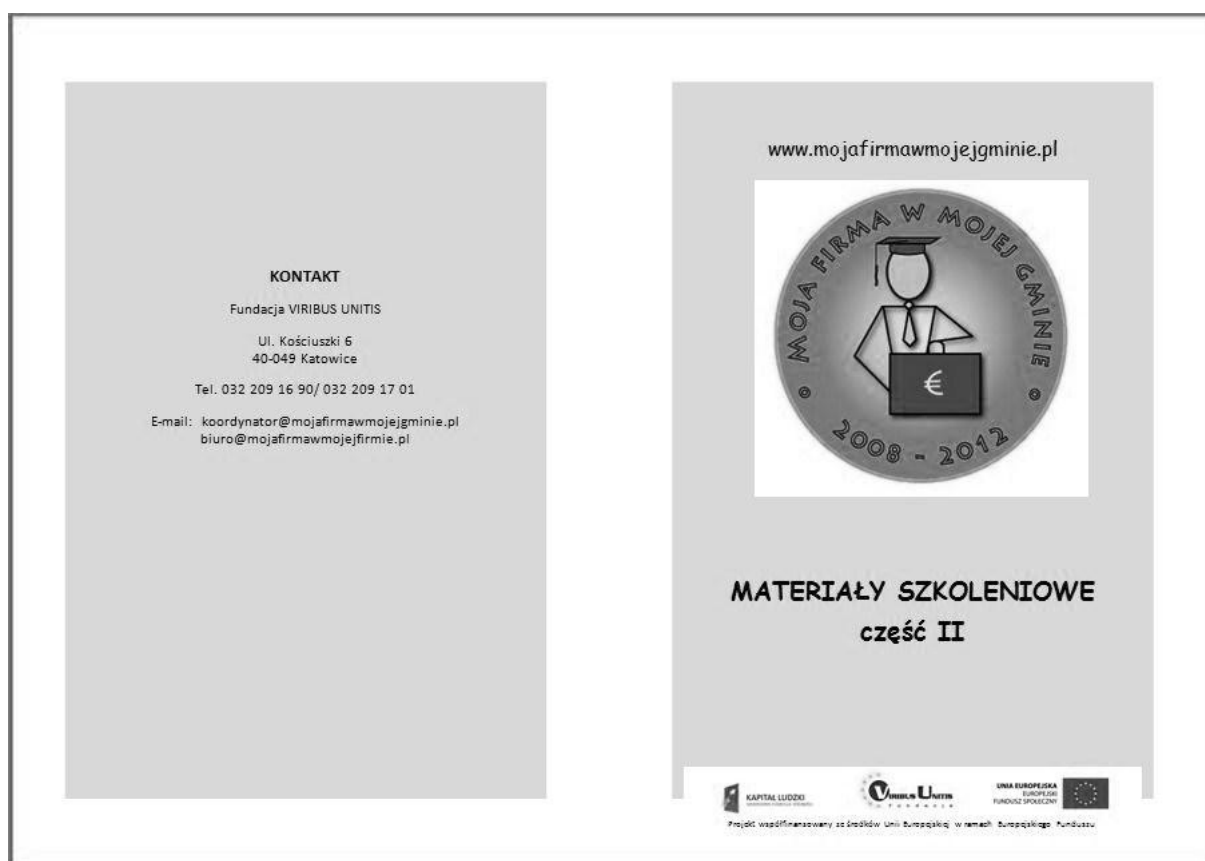 KONTAKT
Fundacja VIRIBUS UNITIS
Ul. Kościuszki 6
40-049 Katowice
Tel. 032 209 16 90/ 032 209 17 01
E-mail: koordynator@mojafirmawmojejgminie.pl
biuro@mojafirmawmojejfirmie.pl
www.mojafirmawmojejgminie.pl
MOJA FIRMA W MOJEJ GMINIE
2008 - 2012
€
MATERIAŁY SZKOLENIOWE
część II
KAPITAŁ LUDZKI
VIRIBUS UNITIS
Fundacja
UNIA EUROPEJSKA
EUROPEJSKI
FUNDUSZ SPOŁECZNY
Projekt współfinansowany ze środków Unii Europejskiej w ramach Europejskiego Funduszu